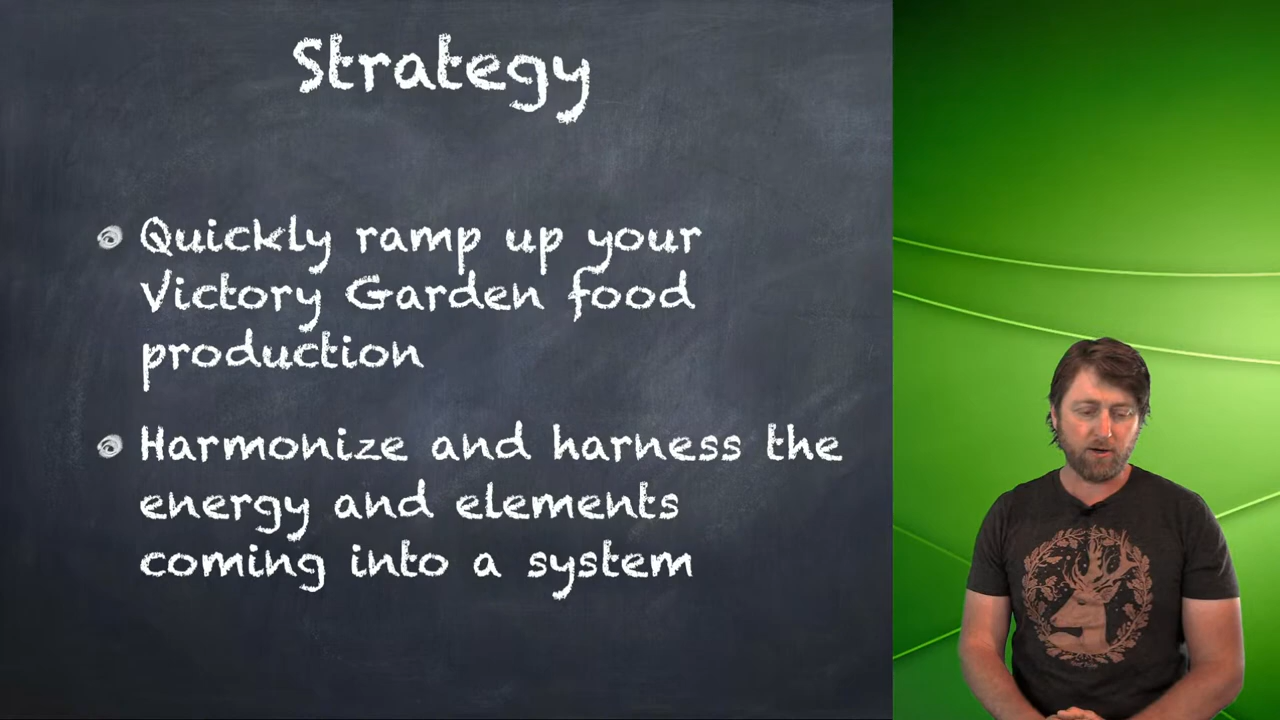 Strategy
Quickly ramp up your
Victory Garden food
production
Harmonize and harness the
energy and elements
coming into a system